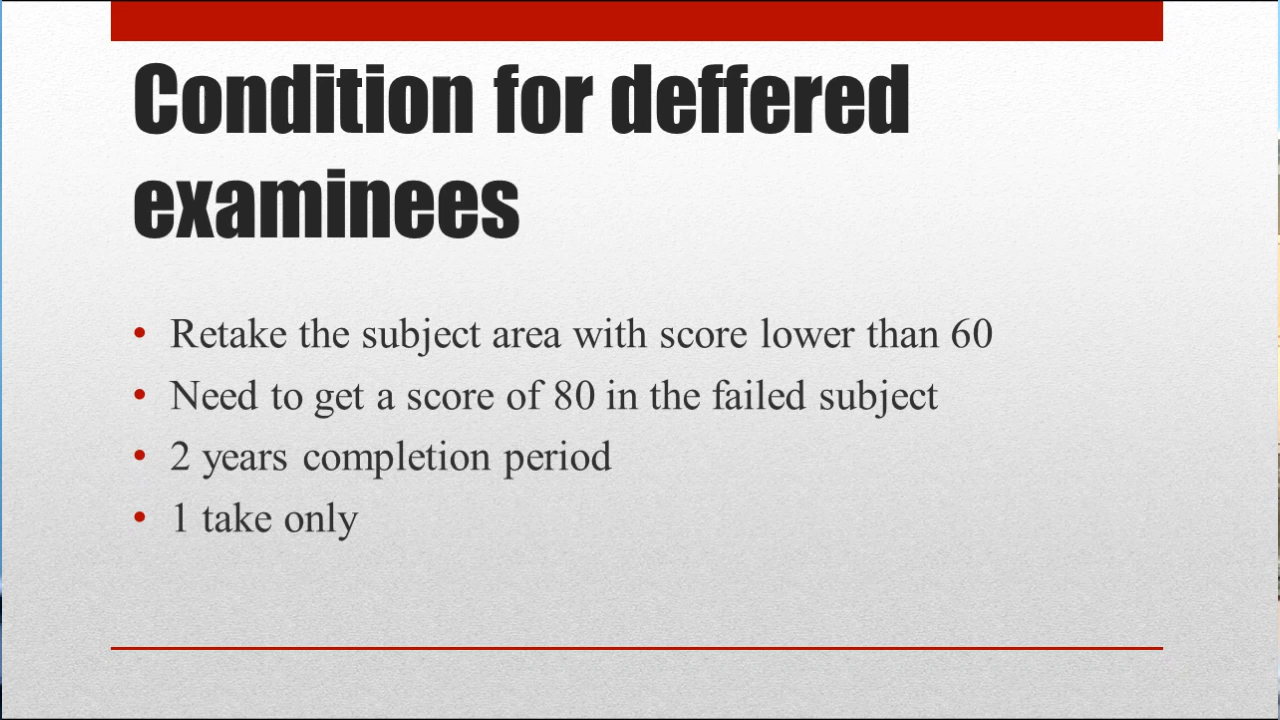 Condition for deffered
examinees
• Retake the subject area with score lower than 60
• Need to get a score of 80 in the failed subject
• 2 years completion period
• 1 take only